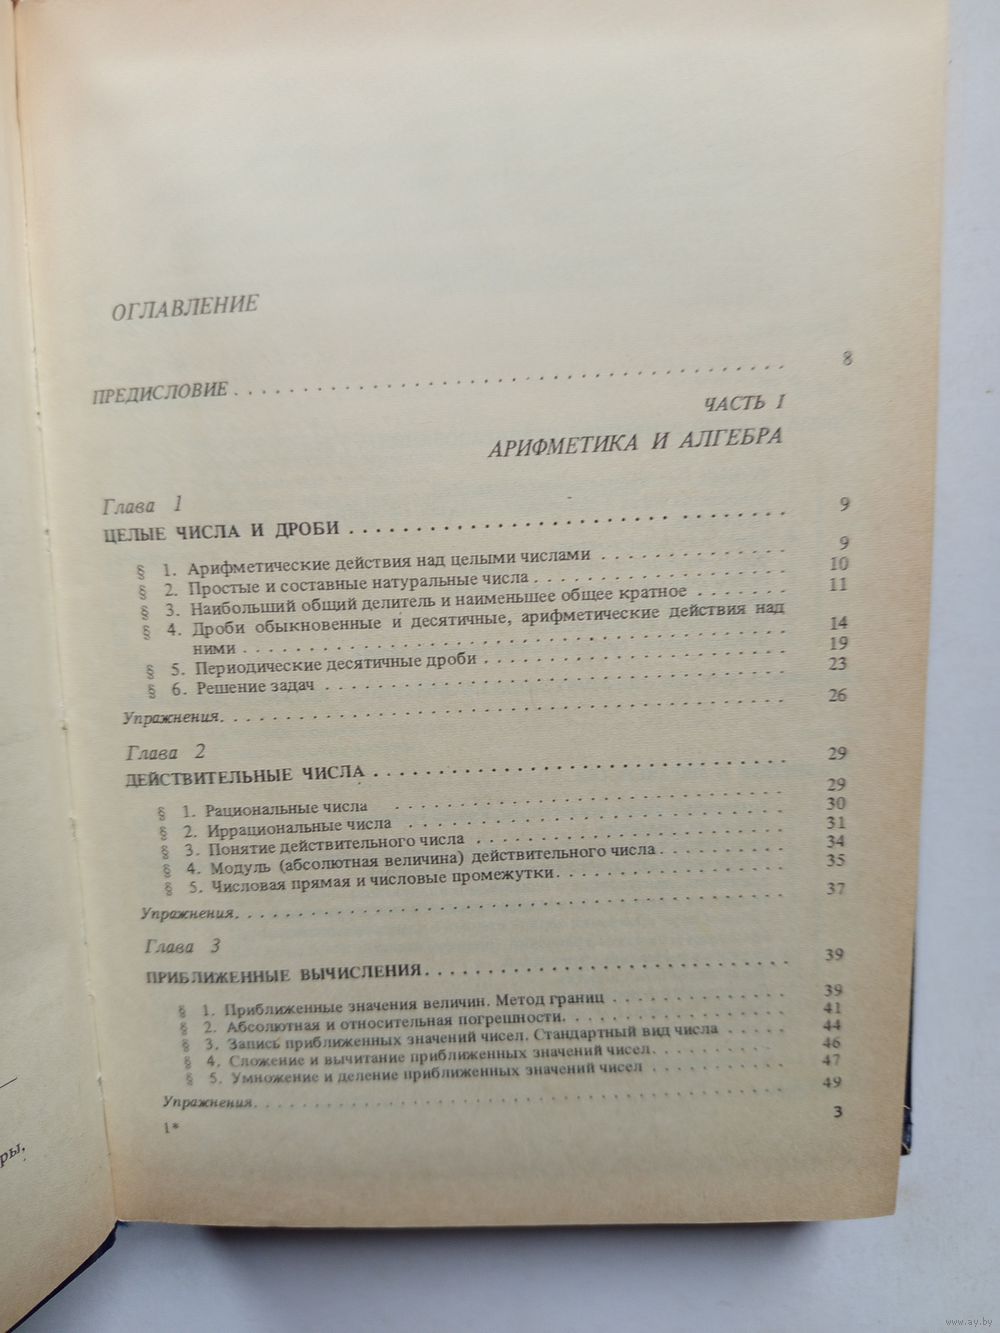 ОГЛАВЛЕНИЕ
ПРЕДИСЛОВИЕ . . . . . . . . . . . . . . . . . . . . 8
ЧАСТЬ I
АРИФМЕТИКА И АЛГЕБРА
Глава 1
ЦЕЛЫЕ ЧИСЛА И ДРОБИ . . . . . . . . . . . . . . . . . . . . 9
§ 1. Арифметические действия над целыми числами . . . . . . . . . . 9
§ 2. Простые и составные натуральные числа . . . . . . . . . . 10
§ 3. Наибольший общий делитель и наименьшее общее кратное . . . . . . . 11
§ 4. Дроби обыкновенные и десятичные, арифметические действия над
ними . . . . . . . . . . . . . . . . . . . . 14
§ 5. Периодические десятичные дроби . . . . . . . . . . . . . . . 19
§ 6. Решение задач . . . . . . . . . . . . . . . . . . . . 23
Упражнения. . . . . . . . . . . . . . . . . . . . 26
Глава 2
ДЕЙСТВИТЕЛЬНЫЕ ЧИСЛА . . . . . . . . . . . . . . . . . . . . 29
§ 1. Рациональные числа . . . . . . . . . . . . . . . . . . . . 29
§ 2. Иррациональные числа . . . . . . . . . . . . . . . . . . . . 30
§ 3. Понятие действительного числа . . . . . . . . . . . . . . . 31
§ 4. Модуль (абсолютная величина) действительного числа . . . . . . . . 34
§ 5. Числовая прямая и числовые промежутки. . . . . . . . . . . . . 35
Упражнения. . . . . . . . . . . . . . . . . . . . 37
Глава 3
ПРИБЛИЖЕННЫЕ ВЫЧИСЛЕНИЯ. . . . . . . . . . . . . . . . . . . . 39
§ 1. Приближенные значения величин. Метод границ . . . . . . . . . . 39
§ 2. Абсолютная и относительная погрешности. . . . . . . . . . . . 41
§ 3. Запись приближенных значений чисел. Стандартный вид числа . . . . . 44
§ 4. Сложение и вычитание приближенных значений чисел. . . . . . . . 46
§ 5. Умножение и деление приближенных значений чисел . . . . . . . . 47
Упражнения. . . . . . . . . . . . . . . . . . . . 49
1*
3
ры,
www.ay.by